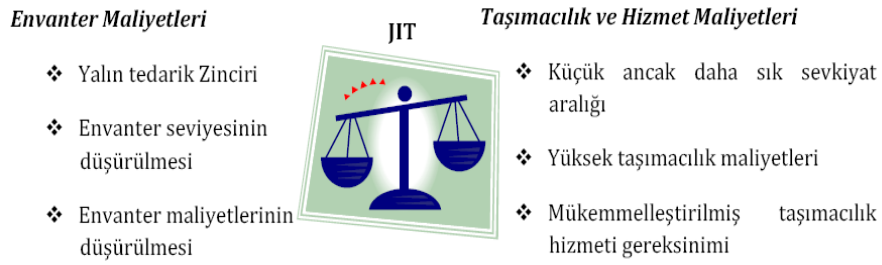 Envanter Maliyetleri
❖ Yalın tedarik Zinciri
❖ Envanter seviyesinin
düşürülmesi
❖ Envanter maliyetlerinin
düşürülmesi
JIT
Taşımacılık ve Hizmet Maliyetleri
❖ Küçük ancak daha sık sevkiyat
aralığı
❖ Yüksek taşımacılık maliyetleri
❖ Mükemmelleştirilmiş taşımacılık
hizmeti gereksinimi